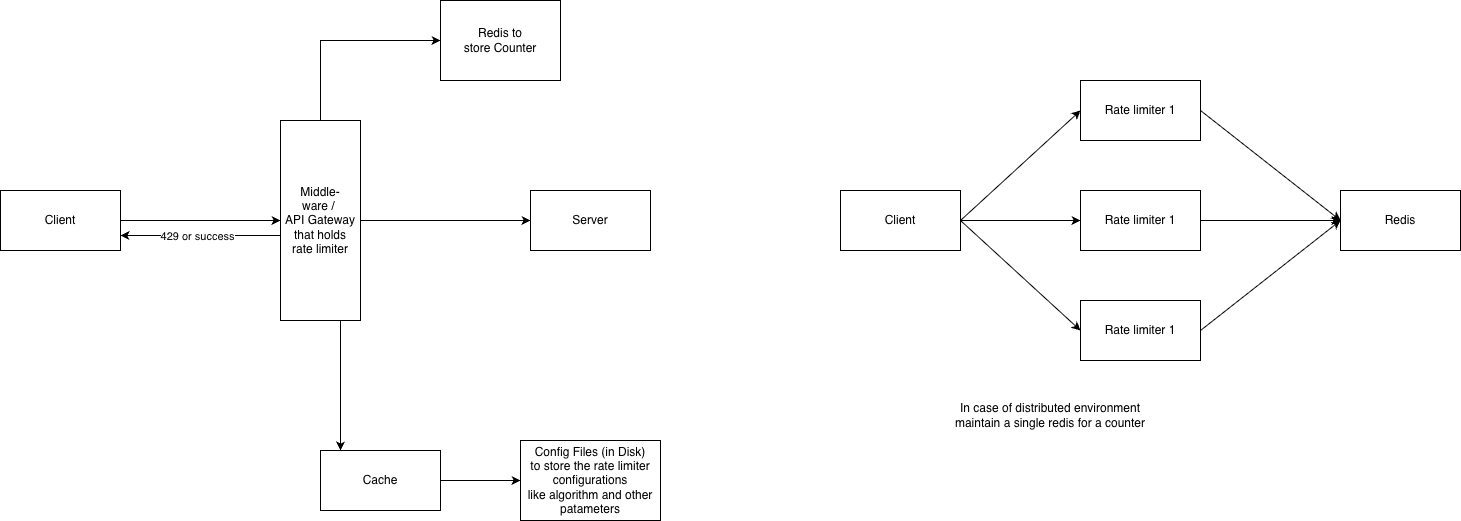 Redis to
store Counter
Client
429 or success
Middle-
ware /
API Gateway
that holds
rate limiter
Server
Cache
Config Files (in Disk)
to store the rate limiter
configurations
like algorithm and other
patameters
Client
Rate limiter 1
Rate limiter 1
Rate limiter 1
Redis
In case of distributed environment
maintain a single redis for a counter